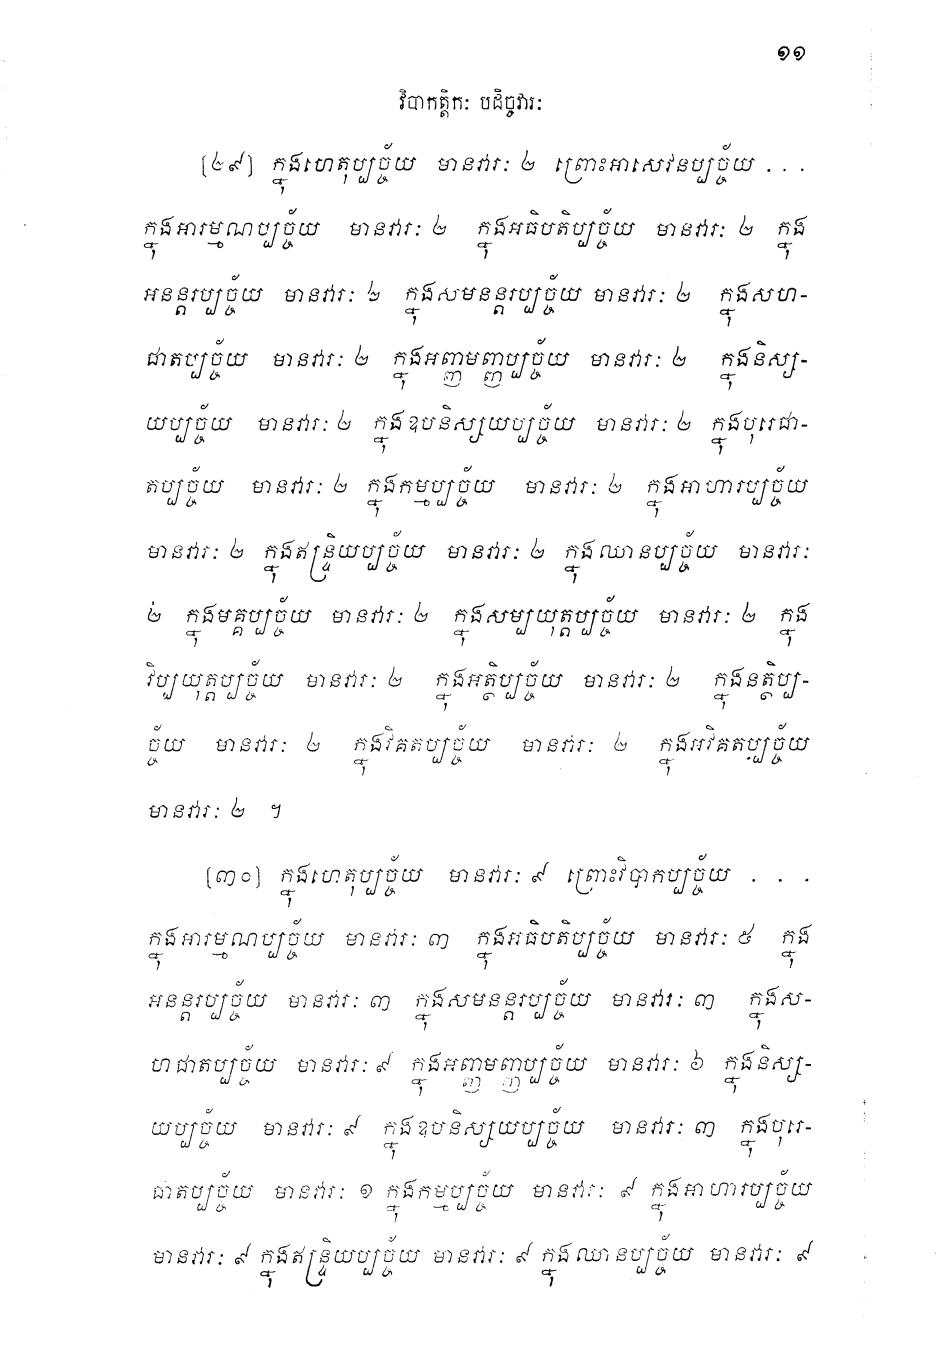 ១១
វិបាកត្តិកៈ បដិច្ចវារៈ
(២៩) ក្នុងហេតុប្បច្ច័យ មានវារៈ ២ ព្រោះអាសេវនប្បច្ច័យ . . .
ក្នុងអារម្មណប្បច្ច័យ មានវារៈ ២ ក្នុងអធិបតិប្បច្ច័យ មានវារៈ ២ ក្នុង
អនន្តរប្បច្ច័យ មានវារៈ ២ ក្នុងសមនន្តរប្បច្ច័យ មានវារៈ ២ ក្នុងសហ-
ជាតប្បច្ច័យ មានវារៈ ២ ក្នុងអញ្ញាមញ្ញាប្បច្ច័យ មានវារៈ ២ ក្នុងនិស្ស-
យប្បច្ច័យ មានវារៈ ២ ក្នុងឧបនិស្សយប្បច្ច័យ មានវារៈ ២ ក្នុងបុរេជា-
តប្បច្ច័យ មានវារៈ ២ ក្នុងកម្មប្បច្ច័យ មានវារៈ ២ ក្នុងអាហារប្បច្ច័យ
មានវារៈ ២ ក្នុងឥន្ទ្រិយប្បច្ច័យ មានវារៈ ២ ក្នុងឈានប្បច្ច័យ មានវារៈ
២ ក្នុងមគ្គប្បច្ច័យ មានវារៈ ២ ក្នុងសម្បយុត្តប្បច្ច័យ មានវារៈ ២ ក្នុង
វិប្បយុត្តប្បច្ច័យ មានវារៈ ២ ក្នុងអត្ថិប្បច្ច័យ មានវារៈ ២ ក្នុងនត្ថិប្ប-
ច្ច័យ មានវារៈ ២ ក្នុងវិគតប្បច្ច័យ មានវារៈ ២ ក្នុងអវិគតប្បច្ច័យ
មានវារៈ ២ ។
(៣០) ក្នុងហេតុប្បច្ច័យ មានវារៈ ៩ ព្រោះវិបាកប្បច្ច័យ . . .
ក្នុងអារម្មណប្បច្ច័យ មានវារៈ ៣ ក្នុងអធិបតិប្បច្ច័យ មានវារៈ ៥ ក្នុង
អនន្តរប្បច្ច័យ មានវារៈ ៣ ក្នុងសមនន្តរប្បច្ច័យ មានវារៈ ៣ ក្នុងស-
ហជាតប្បច្ច័យ មានវារៈ ៩ ក្នុងអញ្ញាមញ្ញាប្បច្ច័យ មានវារៈ ៦ ក្នុងនិស្ស-
យប្បច្ច័យ មានវារៈ ៩ ក្នុងឧបនិស្សយប្បច្ច័យ មានវារៈ ៣ ក្នុងបុរេ-
ជាតប្បច្ច័យ មានវារៈ ១ ក្នុងកម្មប្បច្ច័យ មានវារៈ ៩ ក្នុងអាហារប្បច្ច័យ
មានវារៈ ៩ ក្នុងឥន្ទ្រិយប្បច្ច័យ មានវារៈ ៩ ក្នុងឈានប្បច្ច័យ មានវារៈ ៩